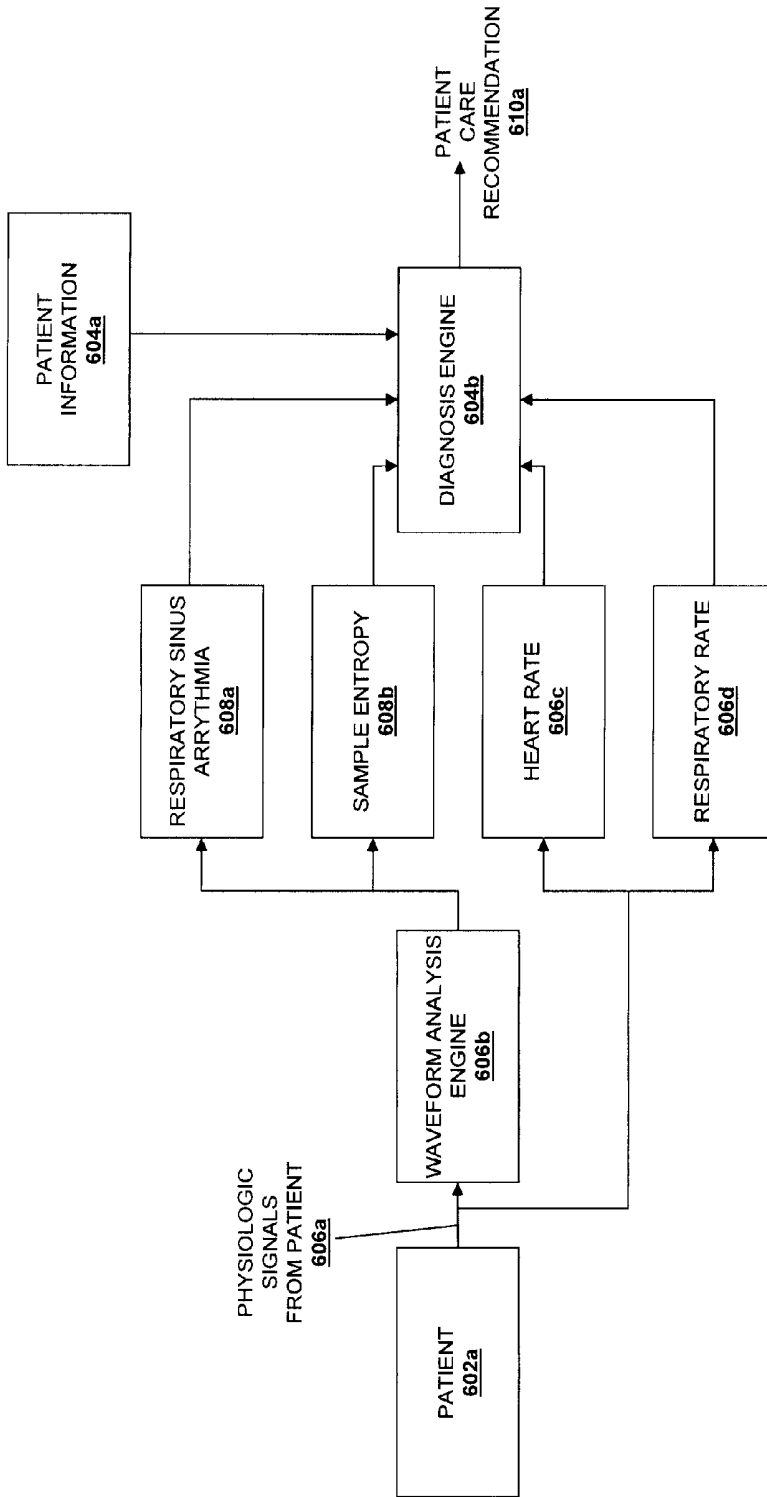 PATIENT
602a
PHYSIOLOGIC
SIGNALS
FROM PATIENT
606a
WAVEFORM ANALYSIS
ENGINE
606b
RESPIRATORY SINUS
ARRYTHMIA
608a
SAMPLE ENTROPY
608b
HEART RATE
606c
RESPIRATORY RATE
606d
PATIENT
INFORMATION
604a
DIAGNOSIS ENGINE
604b
PATIENT
CARE
RECOMMENDATION
610a